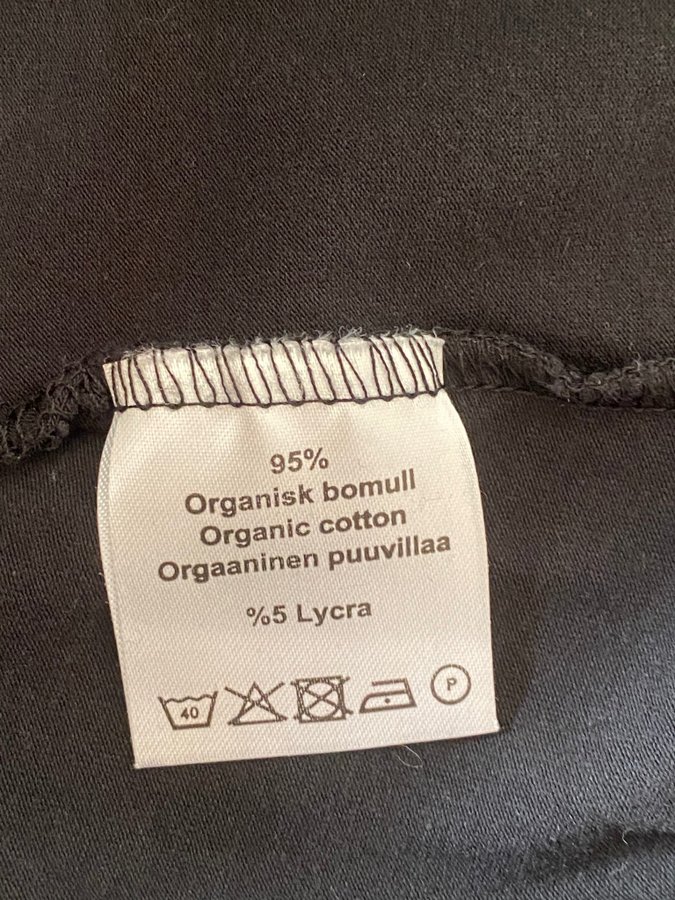 95%
Organisk bomull
Organic cotton
Orgaaninen puuvillaa
%5 Lycra
40 P